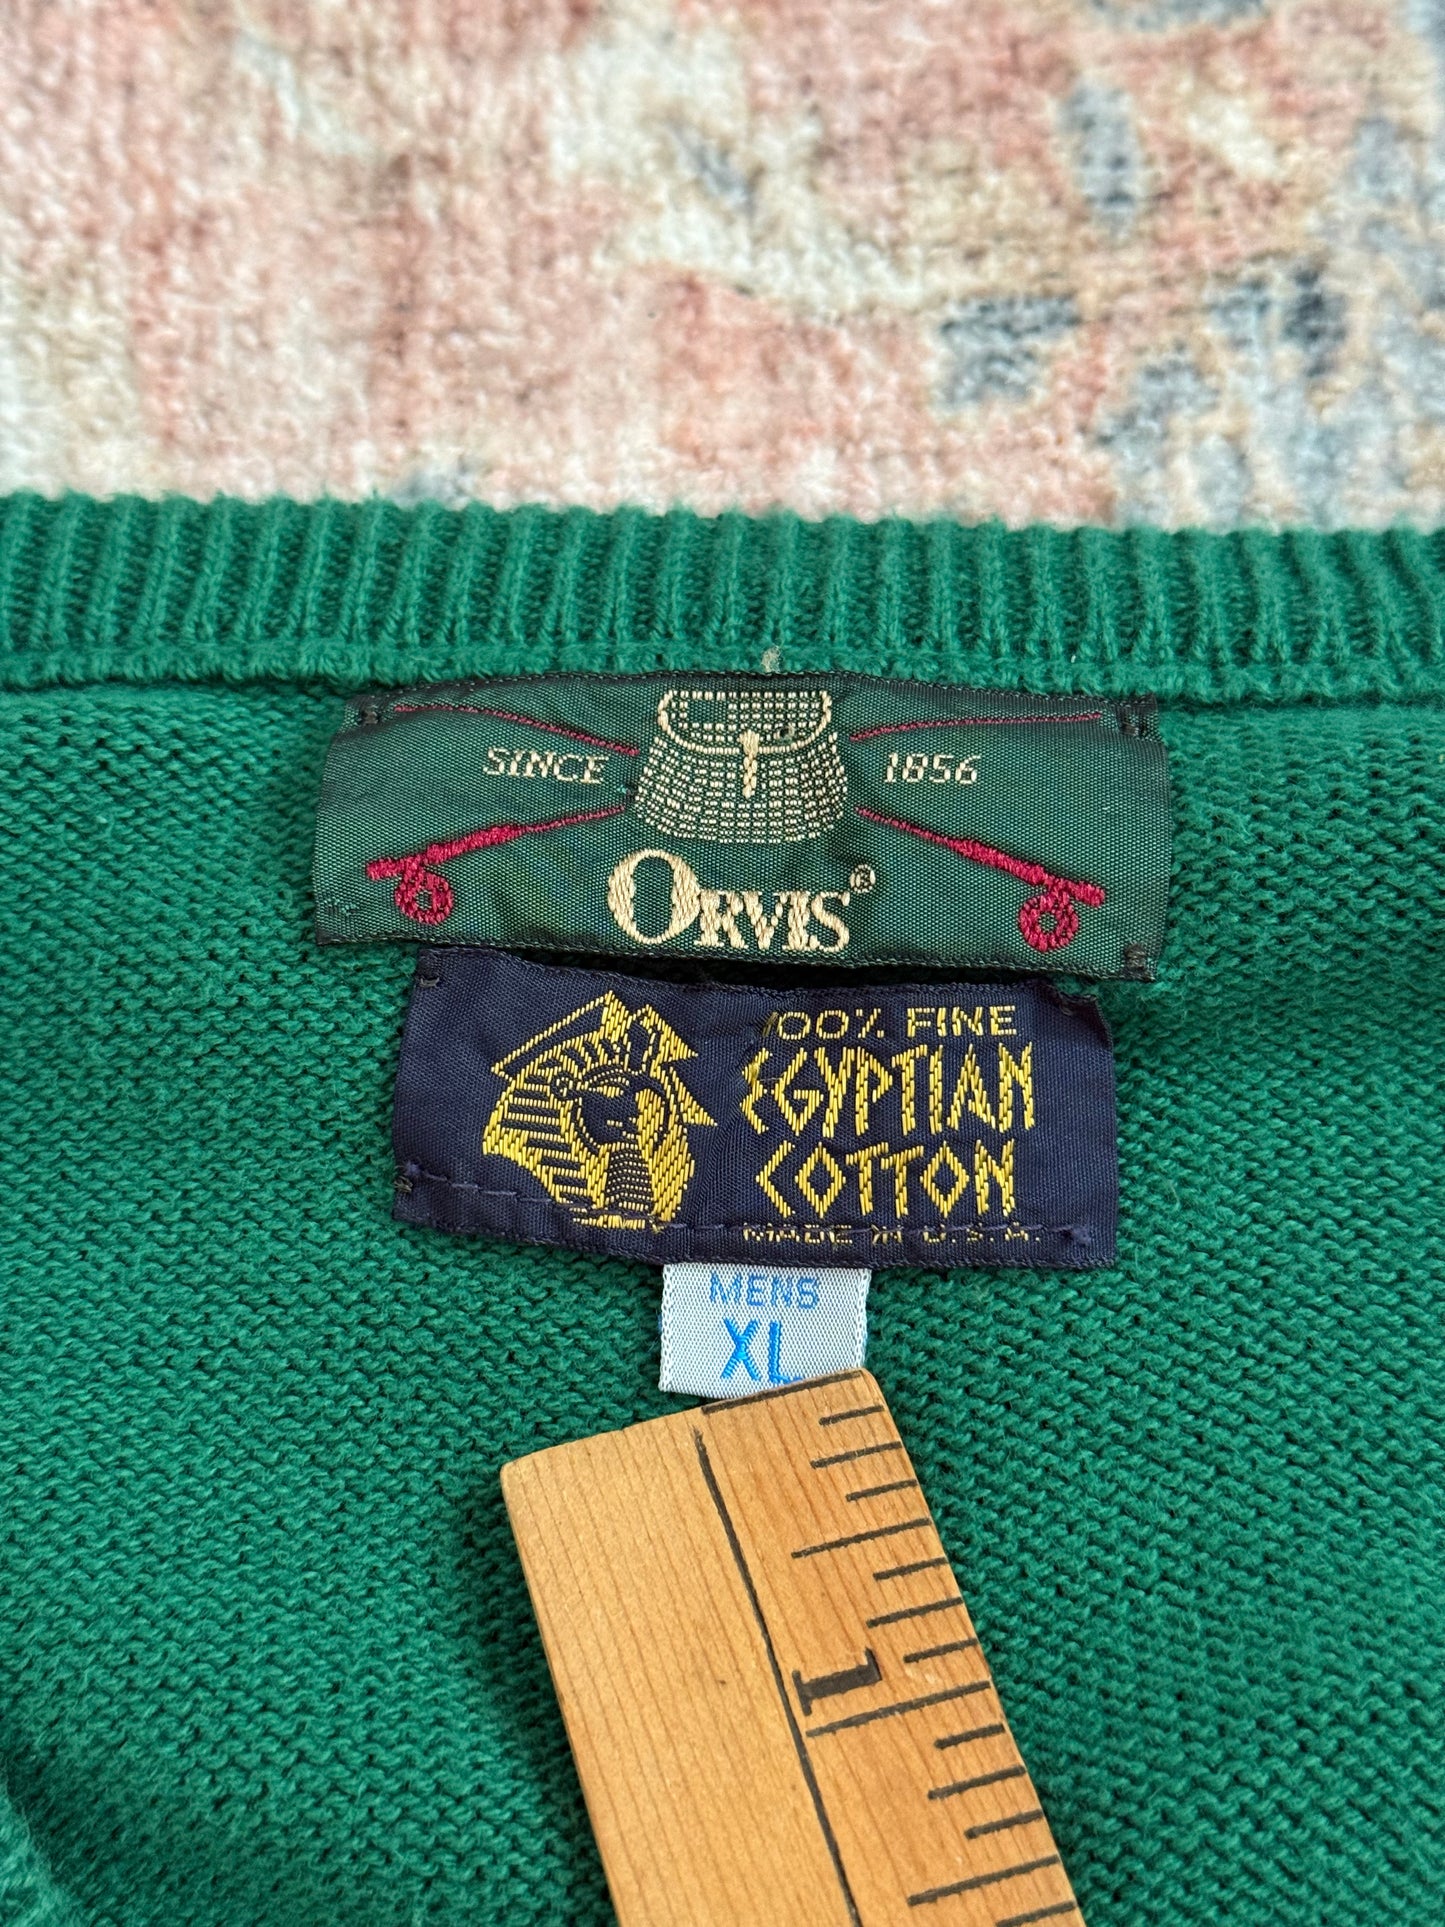 SINCE 1856
ORVIS®
100% FINE
EGYPTIAN
COTTON
MADE IN U.S.A.
MENS
XL
1